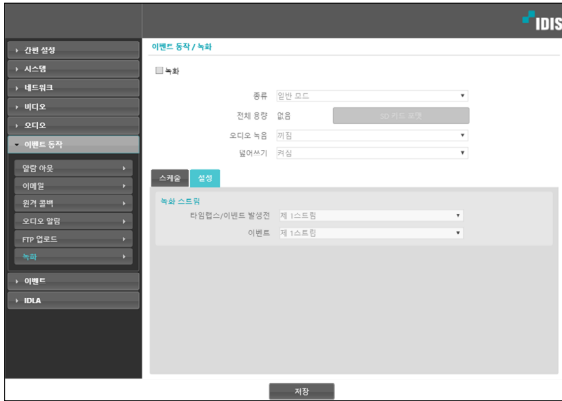 IDIS
이벤트 동작 / 녹화
간편 설정
시스템
네트워크
비디오
오디오
이벤트 동작
알람 아웃
이메일
원격 콜백
오디오 알람
FTP 업로드
녹화
이벤트
IDLA
녹화
종류 일반 모드
전체 용량 없음 SD 카드 포맷
오디오 녹음 꺼짐
덮어쓰기 켜짐
스케줄 설정
녹화 스트림
타임랩스/이벤트 발생전 제 1스트림
이벤트 제 1스트림
저장